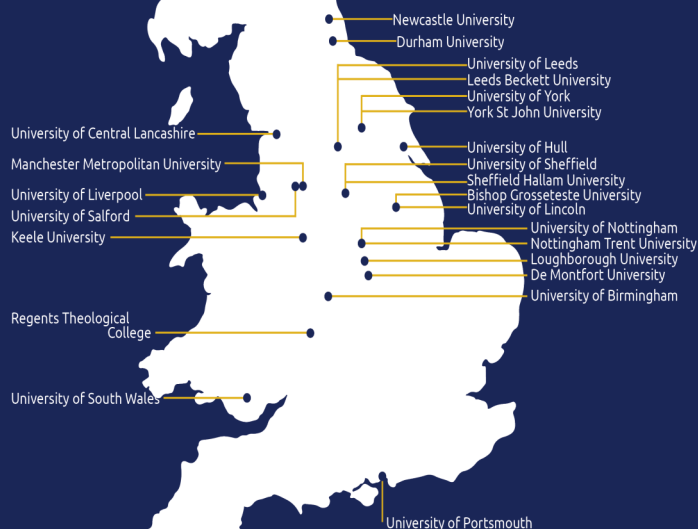 Newcastle University
Durham University
University of Leeds
Leeds Beckett University
University of York
York St John University
University of Central Lancashire
University of Hull
Manchester Metropolitan University
University of Sheffield
Sheffield Hallam University
University of Liverpool
Bishop Grosseteste University
University of Lincoln
University of Salford
University of Nottingham
Keele University
Nottingham Trent University
Loughborough University
De Montfort University
University of Birmingham
Regents Theological
College
University of South Wales
University of Portsmouth